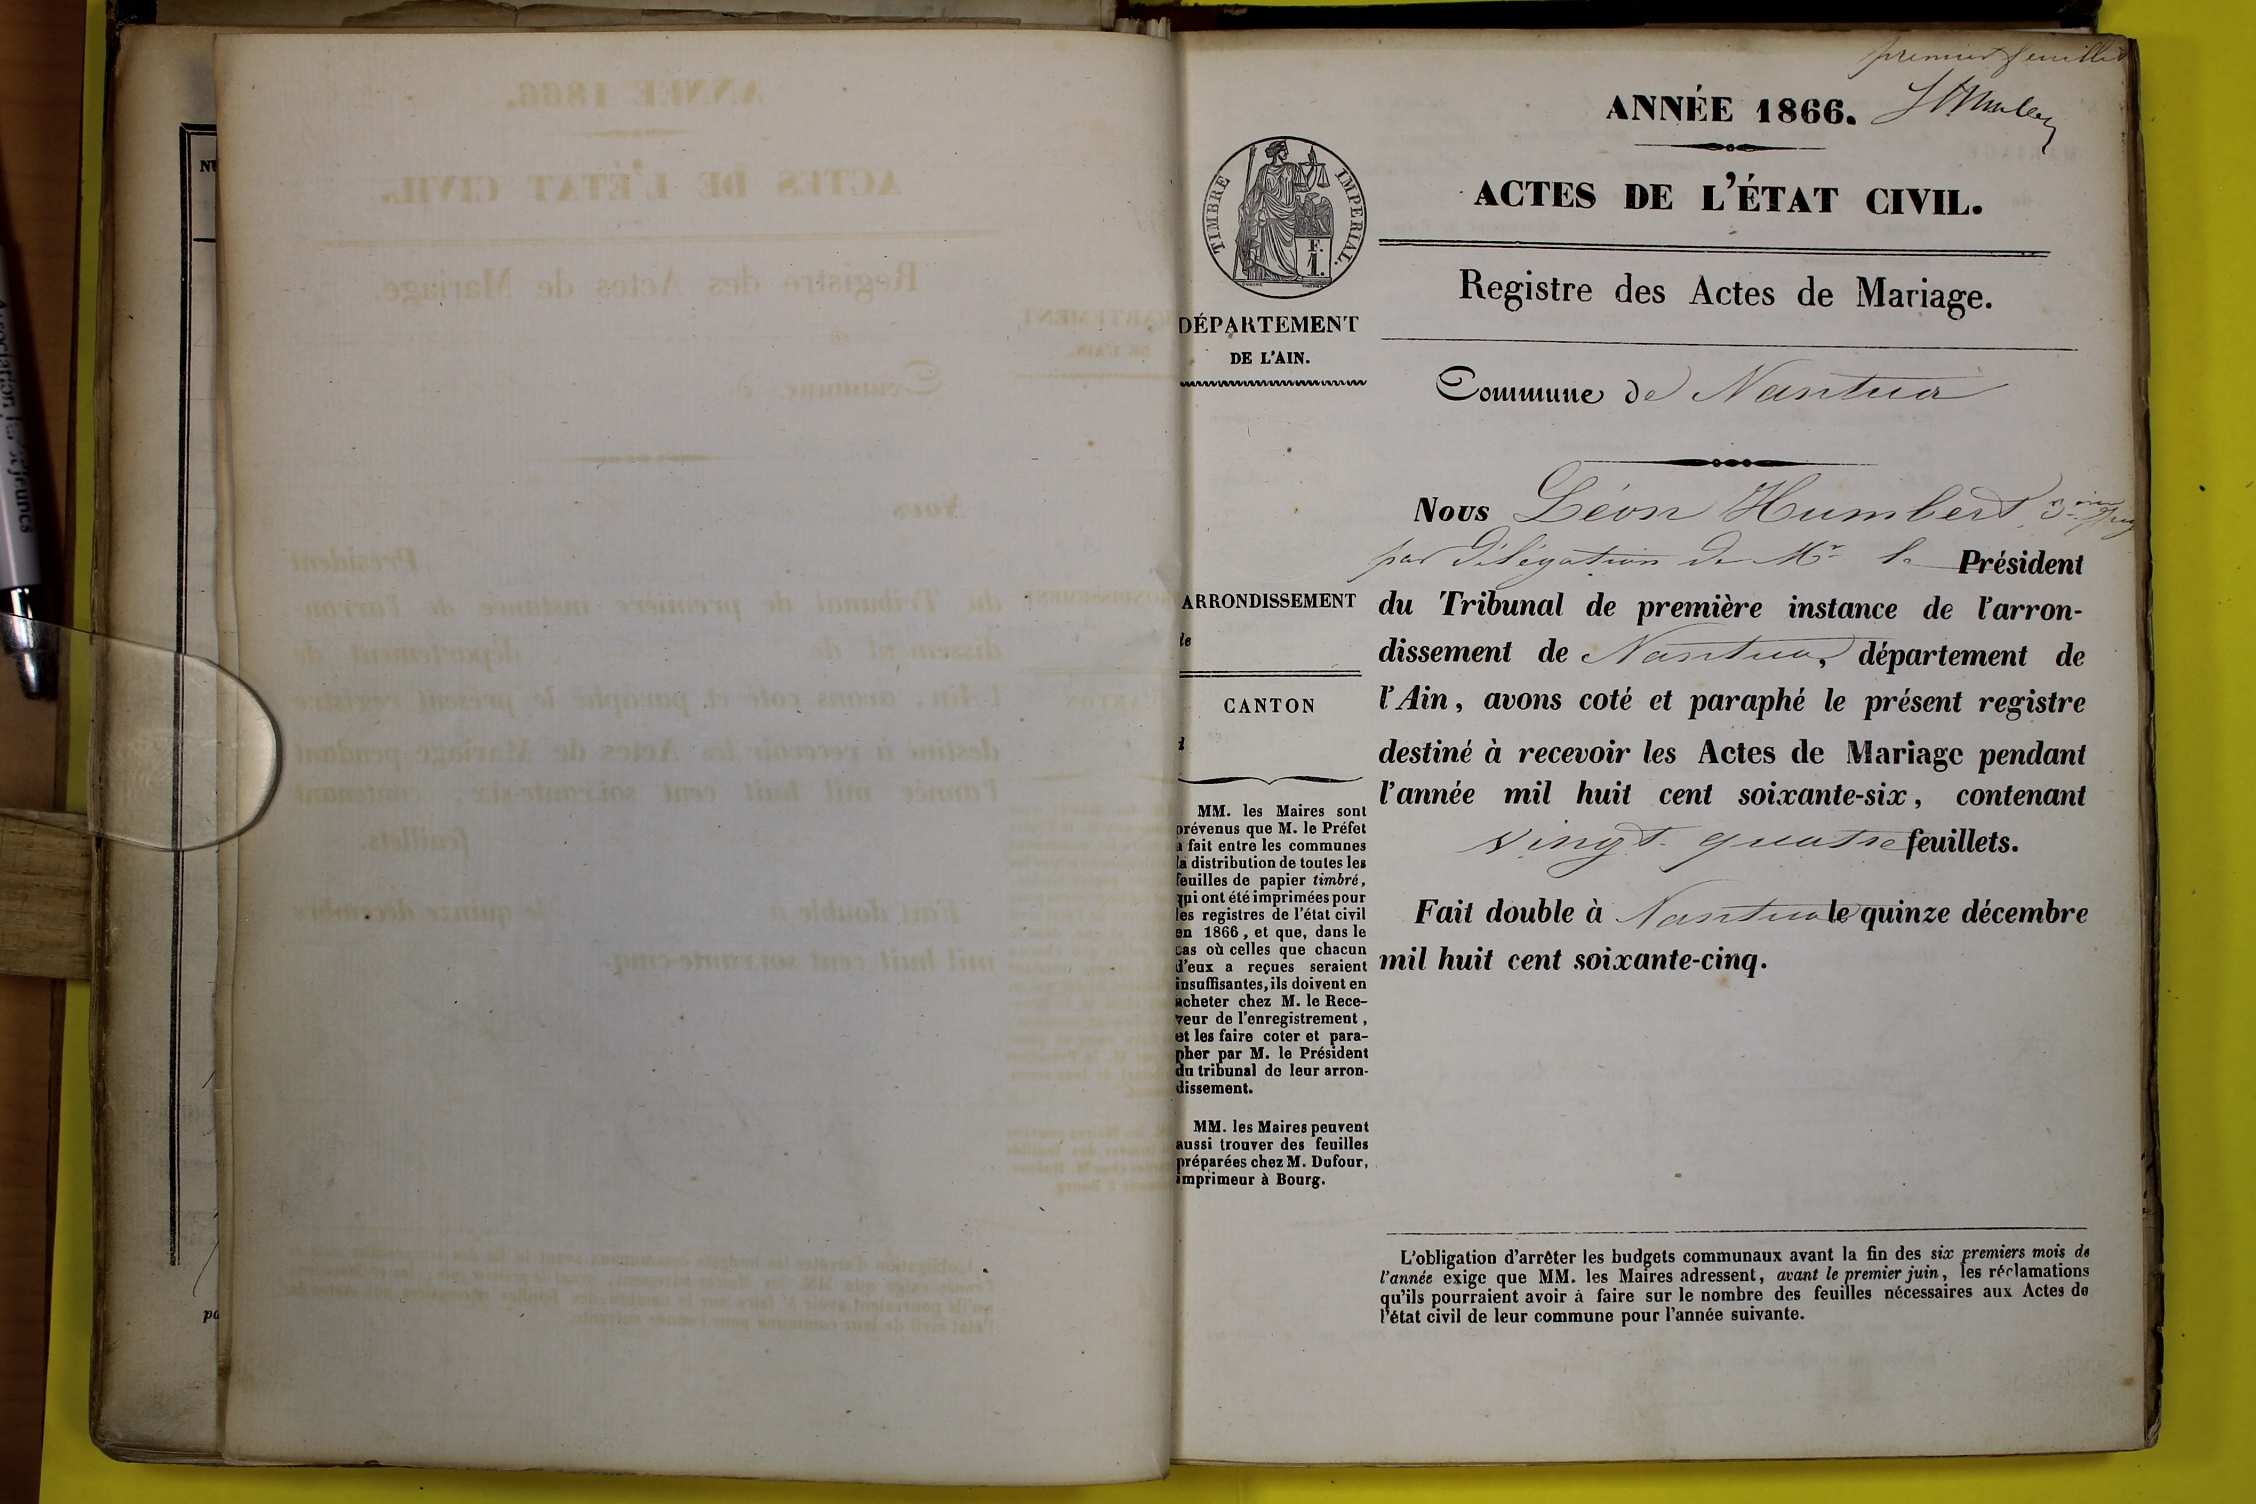 premier feuillet
ANNÉE 1866.
ACTES DE L'ÉTAT CIVIL.
Registre des Actes de Mariage.
Commune de Nantua
TIMBRE IMPERIAL.
F.
1.
DÉPARTEMENT
DE L'AIN.
ARRONDISSEMENT
de
CANTON
d
MM. les Maires sont
prévenus que M. le Préfet
a fait entre les communes
la distribution de toutes les
feuilles de papier timbré,
qui ont été imprimées pour
les registres de l'état civil
en 1866, et que, dans le
cas où celles que chacun
d'eux a reçues seraient
insuffisantes, ils doivent en
acheter chez M. le Rece-
veur de l'enregistrement,
et les faire coter et para-
pher par M. le Président
du tribunal de leur arron-
dissement.
MM. les Maires peuvent
aussi trouver des feuilles
préparées chez M. Dufour,
imprimeur à Bourg.
Nous Léon Humbert
par délégation de Mr le Président
du Tribunal de première instance de l'arron-
dissement de Nantua, département de
l'Ain, avons coté et paraphé le présent registre
destiné à recevoir les Actes de Mariage pendant
l'année mil huit cent soixante-six, contenant
vingt quatre feuillets.
Fait double à Nantua le quinze décembre
mil huit cent soixante-cinq.
L'obligation d'arrêter les budgets communaux avant la fin des six premiers mois de
l'année exige que MM. les Maires adressent, avant le premier juin, les réclamations
qu'ils pourraient avoir à faire sur le nombre des feuilles nécessaires aux Actes de
l'état civil de leur commune pour l'année suivante.